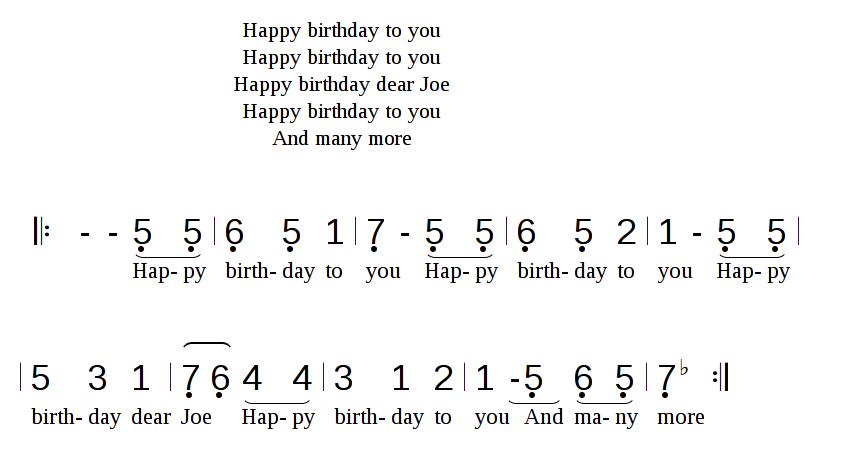 Happy birthday to you
Happy birthday to you
Happy birthday dear Joe
Happy birthday to you
And many more
𝄆 - - 5̣ 5̣ | 6̣ 5̣ 1 | 7̣ - 5̣ 5̣ | 6̣ 5̣ 2 | 1 - 5̣ 5̣ |
Hap- py birth- day to you Hap- py birth- day to you Hap- py
| 5 3 1 | 7̣ 6̣ 4 4 | 3 1 2 | 1 -5̣ 6̣ 5̣ | 7̣♭ 𝄇
birth- day dear Joe Hap- py birth- day to you And ma- ny more